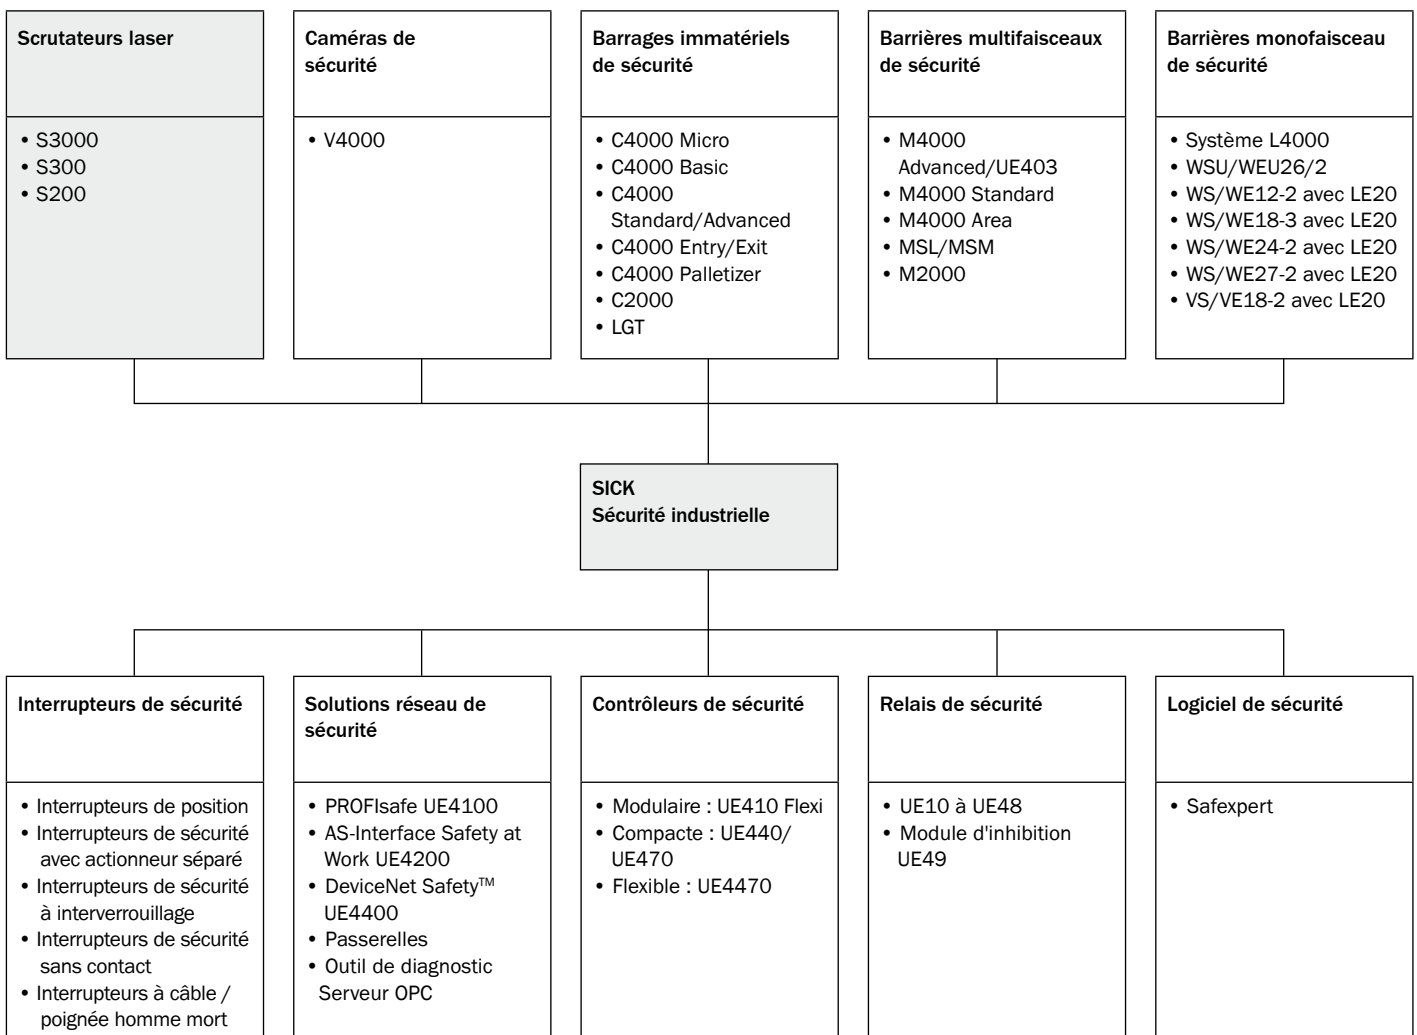 Scrutateurs laser
• S3000
• S300
• S200
Caméras de
sécurité
• V4000
Barrages immatériels
de sécurité
• C4000 Micro
• C4000 Basic
• C4000
Standard/Advanced
• C4000 Entry/Exit
• C4000 Palletizer
• C2000
• LGT
Barrières multifaisceaux
de sécurité
• M4000
Advanced/UE403
• M4000 Standard
• M4000 Area
• MSL/MSM
• M2000
Barrières monofaisceau
de sécurité
• Système L4000
• WSU/WEU26/2
• WS/WE12-2 avec LE20
• WS/WE18-3 avec LE20
• WS/WE24-2 avec LE20
• WS/WE27-2 avec LE20
• VS/VE18-2 avec LE20
SICK
Sécurité industrielle
Interrupteurs de sécurité
• Interrupteurs de position
• Interrupteurs de sécurité
avec actionneur séparé
• Interrupteurs de sécurité
à interverrouillage
• Interrupteurs de sécurité
sans contact
• Interrupteurs à câble /
poignée homme mort
Solutions réseau de
sécurité
• PROFIsafe UE4100
• AS-Interface Safety at
Work UE4200
• DeviceNet Safety™
UE4400
• Passerelles
• Outil de diagnostic
Serveur OPC
Contrôleurs de sécurité
• Modulaire : UE410 Flexi
• Compacte : UE440/
UE470
• Flexible : UE4470
Relais de sécurité
• UE10 à UE48
• Module d'inhibition
UE49
Logiciel de sécurité
• Safexpert